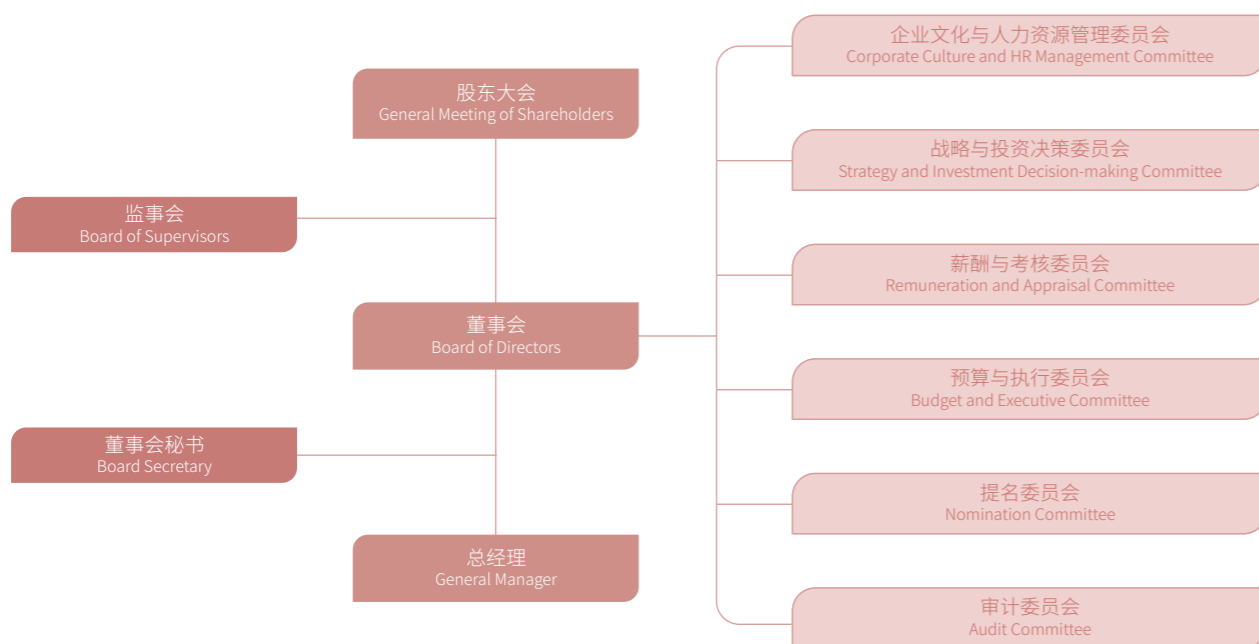 股东大会
General Meeting of Shareholders
监事会
Board of Supervisors
董事会
Board of Directors
董事会秘书
Board Secretary
总经理
General Manager
企业文化与人力资源管理委员会
Corporate Culture and HR Management Committee
战略与投资决策委员会
Strategy and Investment Decision-making Committee
薪酬与考核委员会
Remuneration and Appraisal Committee
预算与执行委员会
Budget and Executive Committee
提名委员会
Nomination Committee
审计委员会
Audit Committee